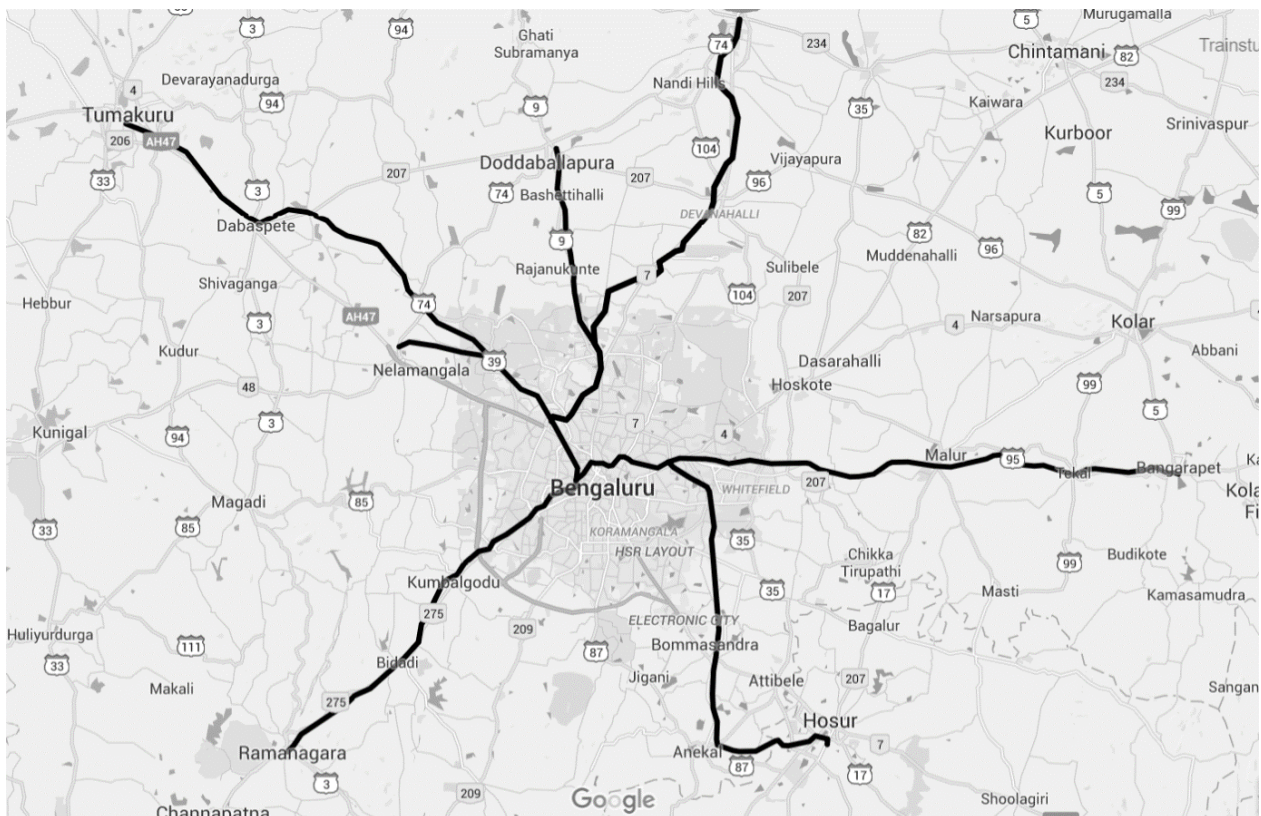 5
Murugamalla
3
94
Ghati
Subramanya
74
234
Chintamani
82
Trainstu
Devarayanadurga
Nandi Hills
234
4
94
9
35
Kaiwara
Tumakuru
Kurboor
Srinivaspur
206
AH47
104
Vijayapura
Doddaballapura
207
207
33
3
74
Bashettihalli
96
5
99
DEVANAHALLI
Dabaspete
9
82
96
Muddenahalli
Rajanukunte
7
Sulibele
Shivaganga
104
207
Hebbur
74
AH47
3
4
Narsapura
Kolar
Kudur
39
Dasarahalli
Abbani
Nelamangala
48
Hoskote
99
3
7
5
Kunigal
94
4
Malur
95
Bangarapet
Ka
Tekal
207
Bengaluru
WHITEFIELD
Kola
Fi
Magadi
85
33
85
KORAMANGALA
35
HSR LAYOUT
Chikka
Tirupathi
Budikote
99
Kumbalgodu
35
17
Masti
Kamasamudra
275
209
ELECTRONIC CITY
Bagalur
Huliyurdurga
111
87
Bommasandra
33
Bidadi
Jigani
Attibele
207
Makali
Sangan
275
Hosur
Ramanagara
Anekal
7
87
3
17
209
Google
Shoolagiri
Channapatna